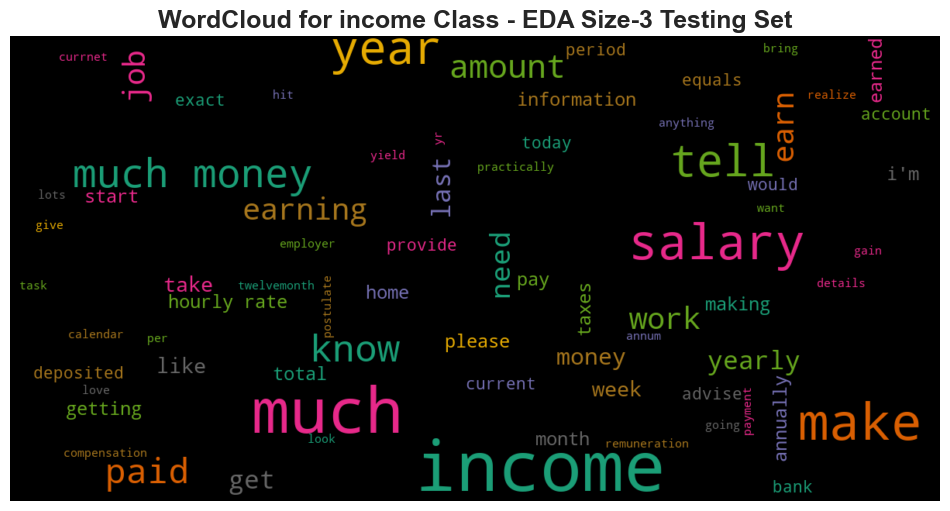 WordCloud for income Class - EDA Size-3 Testing Set
currnet
job
year
amount
period
bring
equals
earned
exact
hit
information
earn
realize
account
anything
yr
today
yield
practically
tell
much money
last
would
i'm
lots
start
earning
want
give
employer
provide
need
salary
gain
task
take
twelvemonth
home
pay
details
hourly rate
postulate
taxes
making
work
calendar
per
know
please
annum
money
yearly
deposited
like
total
current
week
advise
love
getting
much
payment
annually
make
look
month
remuneration
going
compensation
paid
get
income
bank